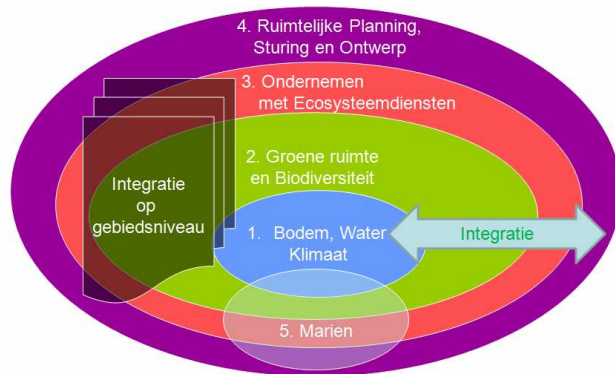 4. Ruimtelijke Planning,
Sturing en Ontwerp
3. Ondernemen
met Ecosysteemdiensten
2. Groene ruimte
en Biodiversiteit
Integratie
op
gebiedsniveau
1. Bodem, Water
Klimaat
Integratie
5. Marien